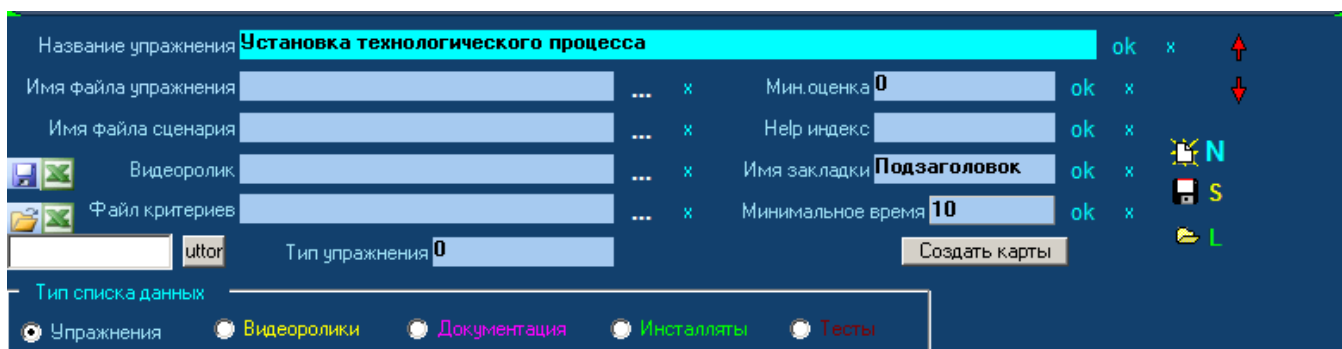 Название упражнения Установка технологического процесса ok x
Имя файла упражнения ... x Мин.оценка 0 ok x
Имя файла сценария ... x Help индекс ok x
N
Видеоролик ... x Имя закладки Подзаголовок ok x
S
Файл критериев ... x Минимальное время 10 ok x
L
uttor Тип упражнения 0 Создать карты
Тип списка данных
Упражнения Видеоролики Документация Инсталляты Тесты